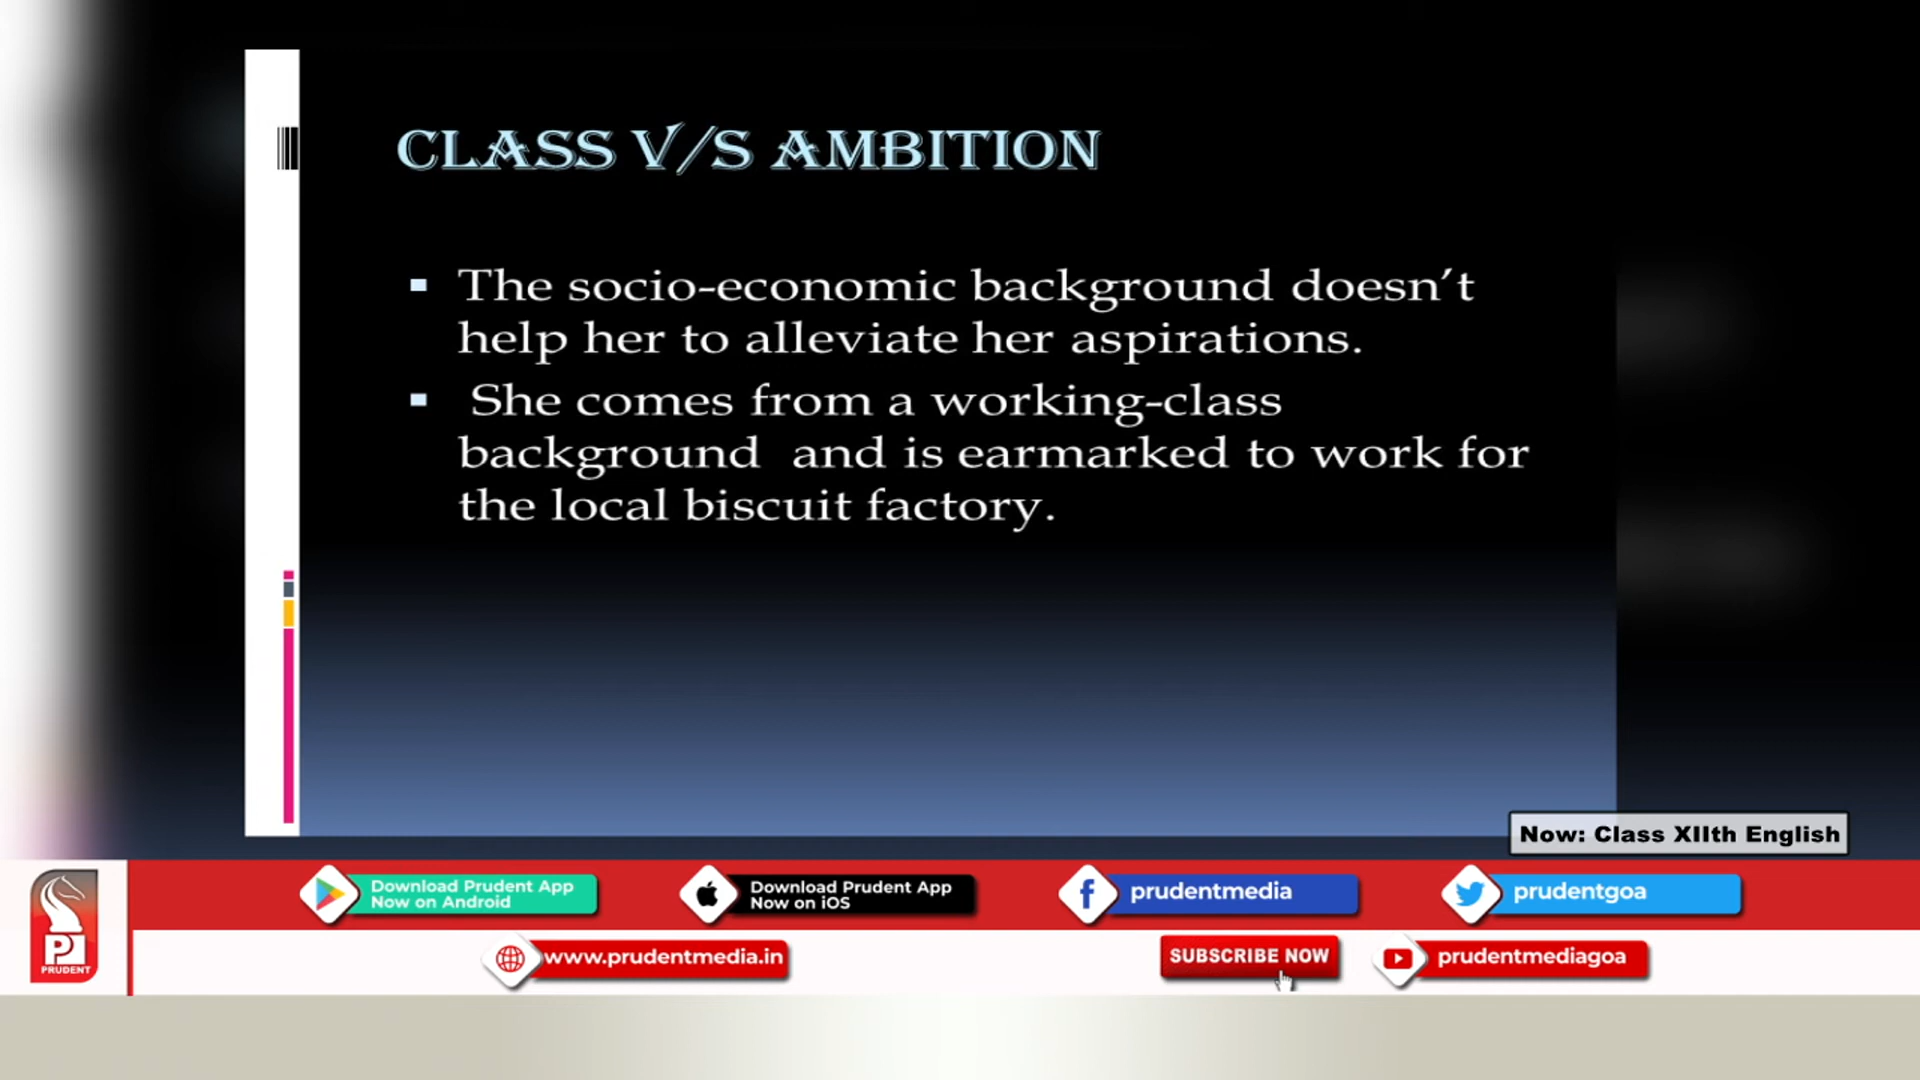 CLASS V/S AMBITION
▪ The socio-economic background doesn’t
help her to alleviate her aspirations.
▪ She comes from a working-class
background and is earmarked to work for
the local biscuit factory.
Now: Class XIIth English
Download Prudent App
Now on Android
Download Prudent App
Now on iOS
prudentmedia
prudentgoa
PRUDENT
www.prudentmedia.in
SUBSCRIBE NOW
prudentmediagoa